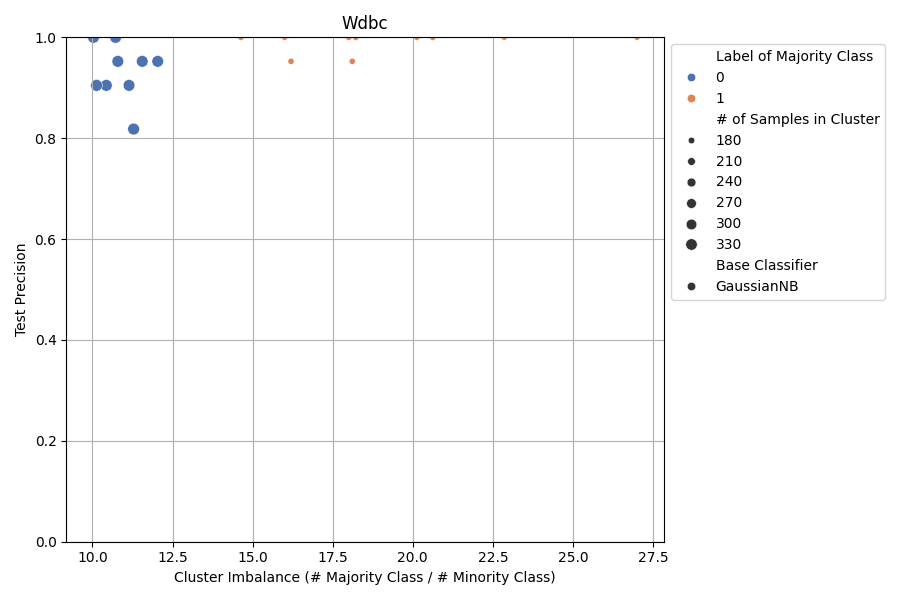 Wdbc
1.0
0.8
0.6
0.4
0.2
0.0
Test Precision
10.0 12.5 15.0 17.5 20.0 22.5 25.0 27.5
Cluster Imbalance (# Majority Class / # Minority Class)
Label of Majority Class
0
1
# of Samples in Cluster
180
210
240
270
300
330
Base Classifier
GaussianNB